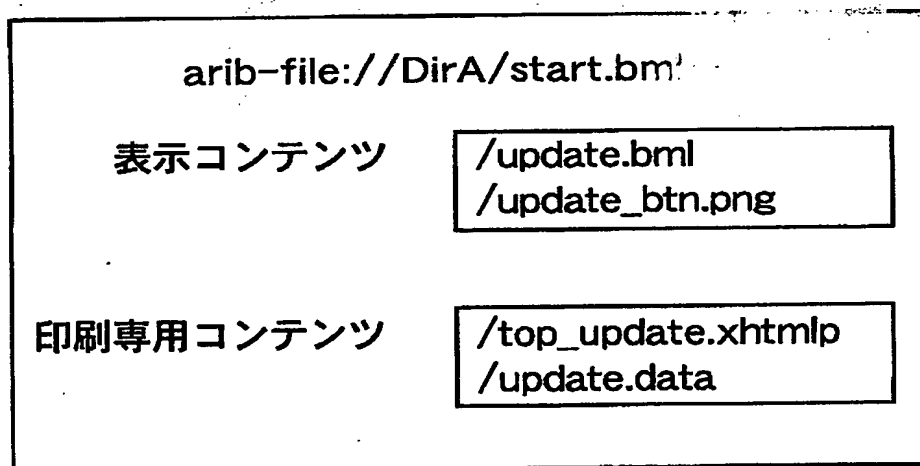 arib-file://DirA/start.bml
表示コンテンツ
/update.bml
/update_btn.png
印刷専用コンテンツ
/top_update.xhtmlp
/update.data